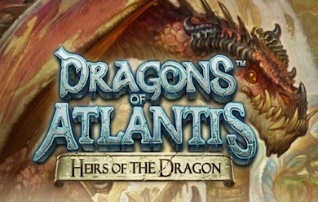 DRAGONS™
OF
ATLANTIS
HEIRS OF THE DRAGON